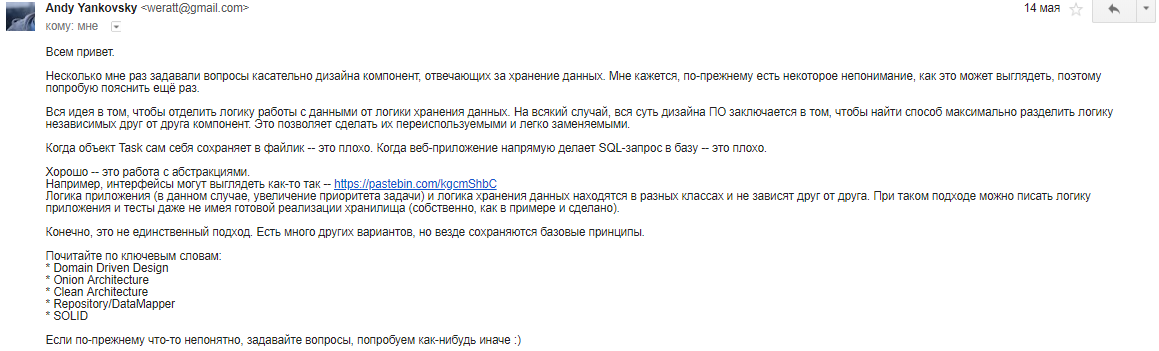 Andy Yankovsky <weratt@gmail.com>
14 мая
кому: мне
Всем привет.
Несколько мне раз задавали вопросы касательно дизайна компонент, отвечающих за хранение данных. Мне кажется, по-прежнему есть некоторое непонимание, как это может выглядеть, поэтому
попробую пояснить ещё раз.
Вся идея в том, чтобы отделить логику работы с данными от логики хранения данных. На всякий случай, вся суть дизайна ПО заключается в том, чтобы найти способ максимально разделить логику
независимых друг от друга компонент. Это позволяет сделать их переиспользуемыми и легко заменяемыми.
Когда объект Task сам себя сохраняет в файлик -- это плохо. Когда веб-приложение напрямую делает SQL-запрос в базу -- это плохо.
Хорошо -- это работа с абстракциями.
Например, интерфейсы могут выглядеть как-то так -- https://pastebin.com/kgcmShbC
Логика приложения (в данном случае, увеличение приоритета задачи) и логика хранения данных находятся в разных классах и не зависят друг от друга. При таком подходе можно писать логику
приложения и тесты даже не имея готовой реализации хранилища (собственно, как в примере и сделано).
Конечно, это не единственный подход. Есть много других вариантов, но везде сохраняются базовые принципы.
Почитайте по ключевым словам:
* Domain Driven Design
* Onion Architecture
* Clean Architecture
* Repository/DataMapper
* SOLID
Если по-прежнему что-то непонятно, задавайте вопросы, попробуем как-нибудь иначе :)